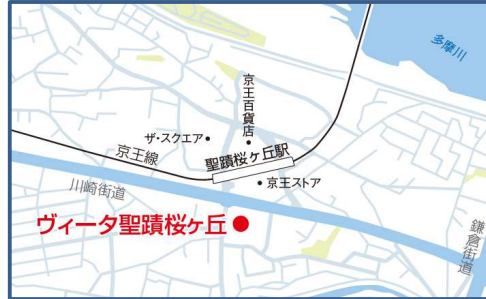 多摩川
京王百貨店
ザ・スクエア
京王線
聖蹟桜ヶ丘駅
京王ストア
川崎街道
ヴィータ聖蹟桜ヶ丘
鎌倉街道